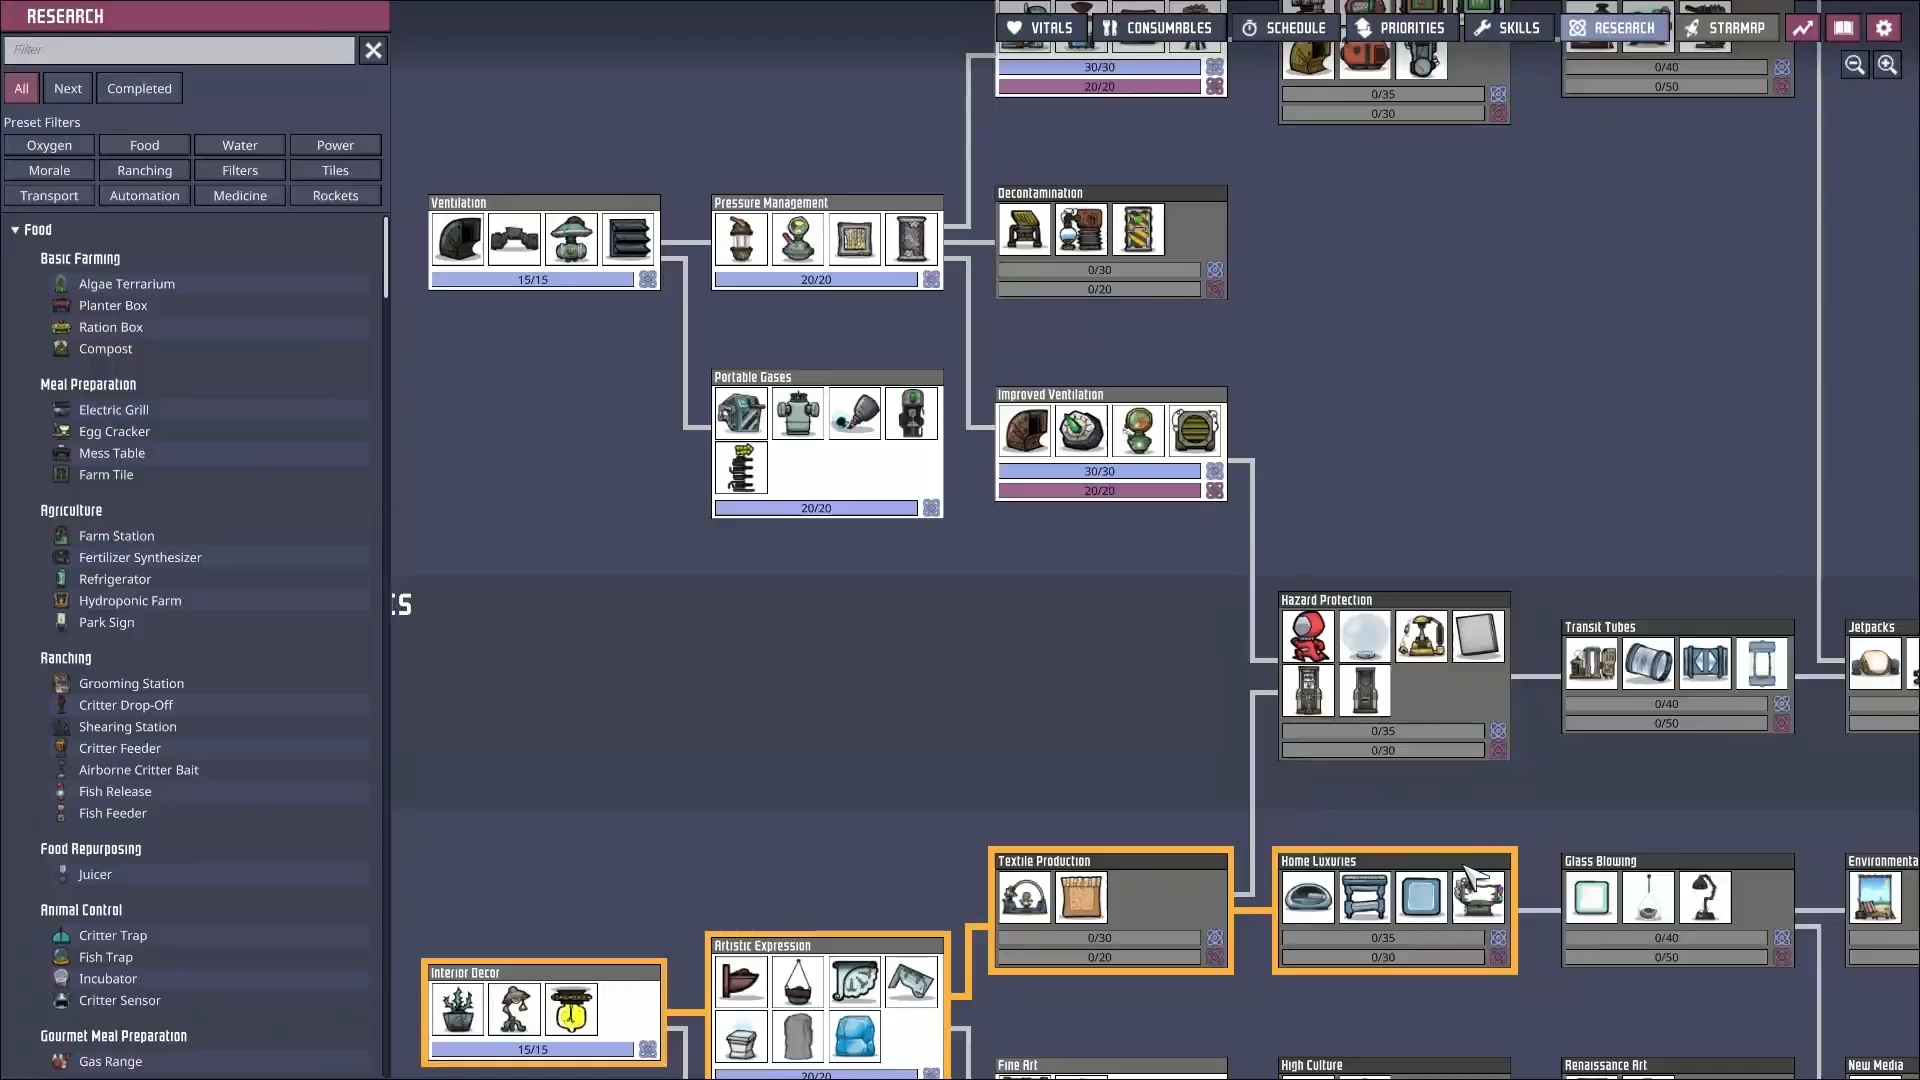 RESEARCH
Filter
All Next Completed
Preset Filters
Oxygen Food Water Power
Morale Ranching Filters Tiles
Transport Automation Medicine Rockets
Food
Basic Farming
Algae Terrarium
Planter Box
Ration Box
Compost
Meal Preparation
Electric Grill
Egg Cracker
Mess Table
Farm Tile
Agriculture
Farm Station
Fertilizer Synthesizer
Refrigerator
Hydroponic Farm
Park Sign
Ranching
Grooming Station
Critter Drop-Off
Shearing Station
Critter Feeder
Airborne Critter Bait
Fish Release
Fish Feeder
Food Repurposing
Juicer
Animal Control
Critter Trap
Fish Trap
Incubator
Critter Sensor
Gourmet Meal Preparation
Gas Range
VITALS CONSUMABLES SCHEDULE PRIORITIES SKILLS RESEARCH STARMAP
30/30
20/20
0/35
0/30
0/40
0/50
Ventilation
15/15
Pressure Management
20/20
Decontamination
0/30
0/20
Portable Gases
20/20
Improved Ventilation
30/30
20/20
ES
Hazard Protection
0/35
0/30
Transit Tubes
0/40
0/50
Jetpacks
Textile Production
0/30
0/20
Home Luxuries
0/35
0/30
Glass Blowing
0/40
0/50
Environmenta
Interior Decor
15/15
Artistic Expression
20/20
Fine Art
High Culture
Renaissance Art
New Media